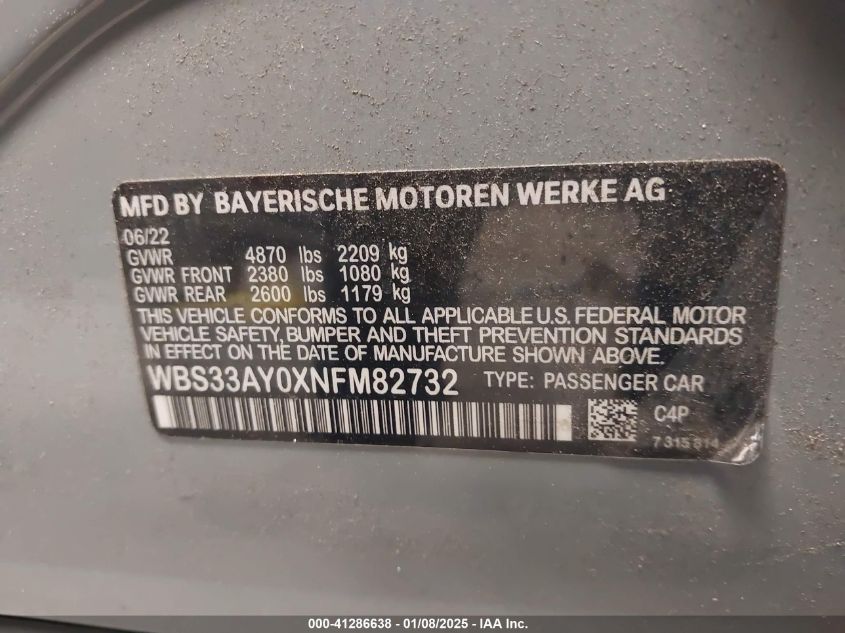 MFD BY BAYERISCHE MOTOREN WERKE AG
06/22
GVWR 4870 lbs 2209 kg
GVWR FRONT 2380 lbs 1080 kg
GVWR REAR 2600 lbs 1179 kg
THIS VEHICLE CONFORMS TO ALL APPLICABLE U.S. FEDERAL MOTOR
VEHICLE SAFETY, BUMPER AND THEFT PREVENTION STANDARDS
IN EFFECT ON THE DATE OF MANUFACTURE SHOWN ABOVE.
WBS33AY0XNFM82732 TYPE: PASSENGER CAR
C4P
7 315 814
000-41286638 - 01/08/2025 - IAA Inc.